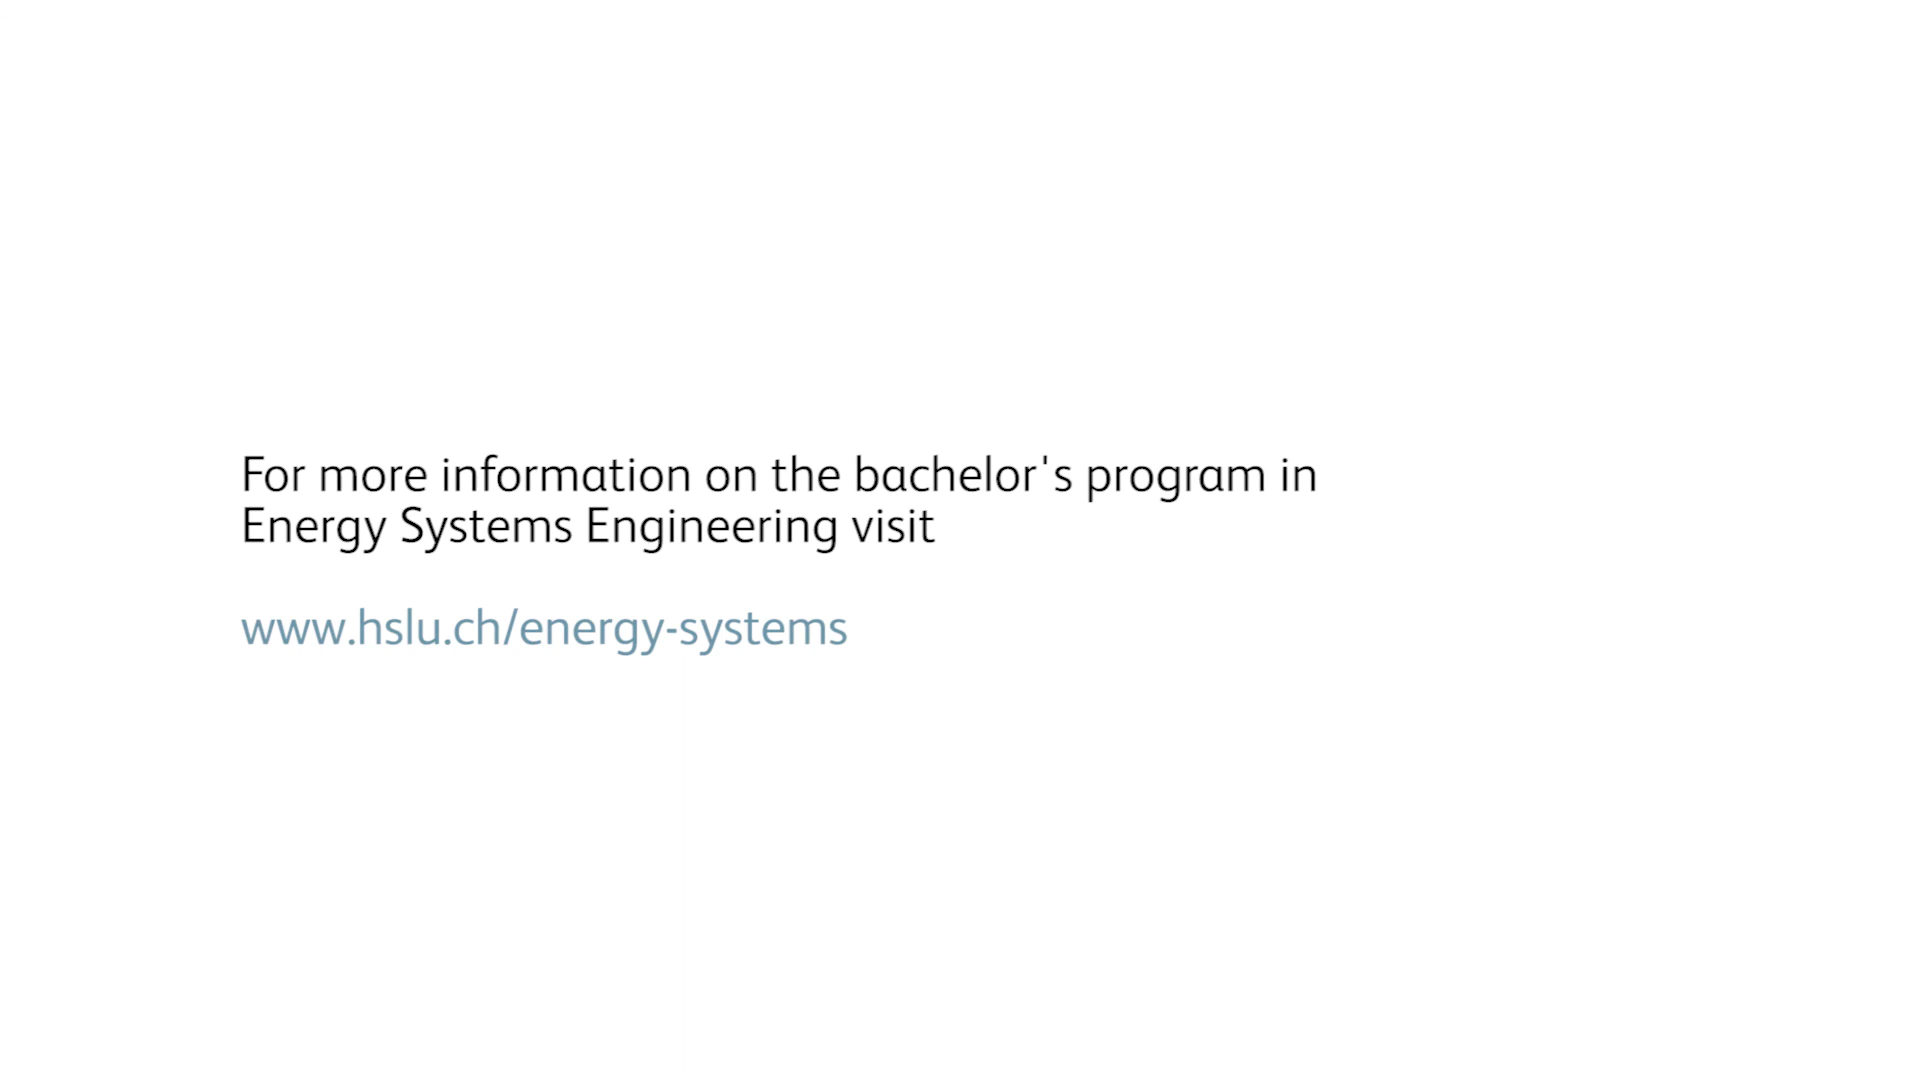 For more information on the bachelor's program in
Energy Systems Engineering visit
www.hslu.ch/energy-systems